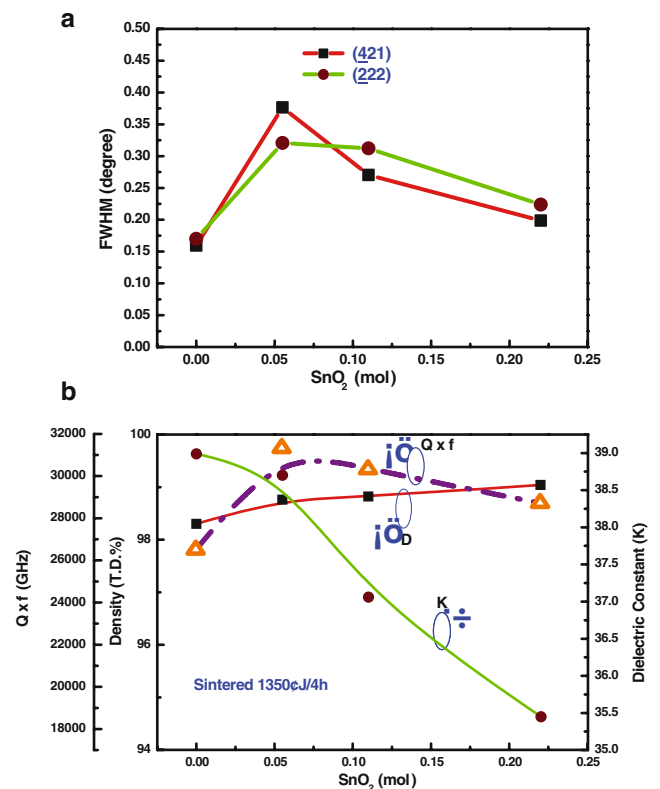 a
0.50
0.45
0.40
0.35
0.30
0.25
0.20
0.15
0.10
0.05
0.00
FWHM (degree)
(421)
(222)
0.00 0.05 0.10 0.15 0.20 0.25
SnO2 (mol)
b
32000
30000
28000
26000
24000
22000
20000
18000
Q x f (GHz)
100
98
96
94
Density (T.D.%)
¡Ö Q x f
¡Ö D
K ¡÷
Sintered 1350¢J/4h
39.0
38.5
38.0
37.5
37.0
36.5
36.0
35.5
35.0
Dielectric Constant (K)
0.00 0.05 0.10 0.15 0.20 0.25
SnO2 (mol)